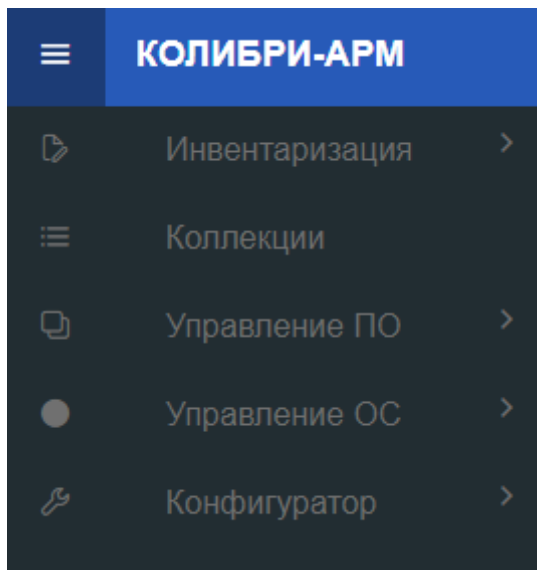 КОЛИБРИ-АРМ
Инвентаризация
Коллекции
Управление ПО
Управление ОС
Конфигуратор